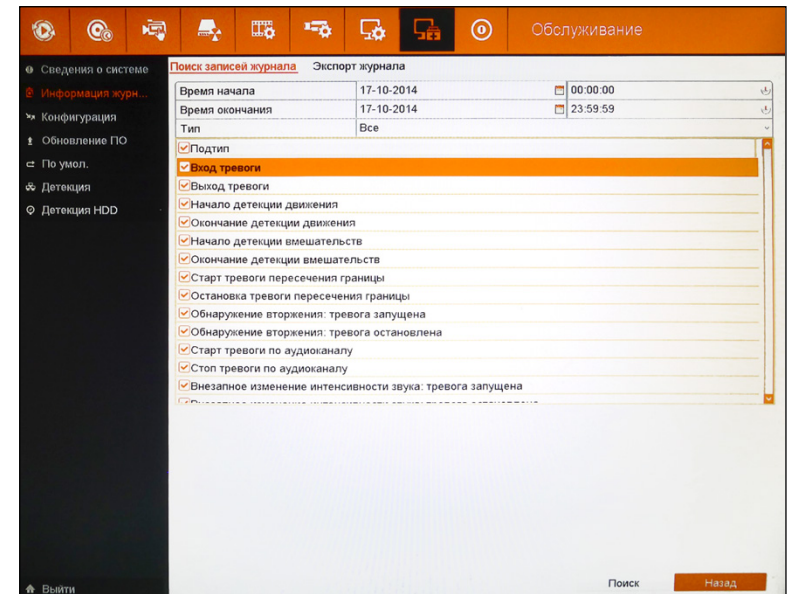 Обслуживание
Сведения о системе
Информация журн...
Конфигурация
Обновление ПО
По умол.
Детекция
Детекция HDD
Выйти
Поиск записей журнала Экспорт журнала
Время начала 17-10-2014 00:00:00
Время окончания 17-10-2014 23:59:59
Тип Все
Подтип
Вход тревоги
Выход тревоги
Начало детекции движения
Окончание детекции движения
Начало детекции вмешательств
Окончание детекции вмешательств
Старт тревоги пересечения границы
Остановка тревоги пересечения границы
Обнаружение вторжения: тревога запущена
Обнаружение вторжения: тревога остановлена
Старт тревоги по аудиоканалу
Стоп тревоги по аудиоканалу
Внезапное изменение интенсивности звука: тревога запущена
Поиск Назад